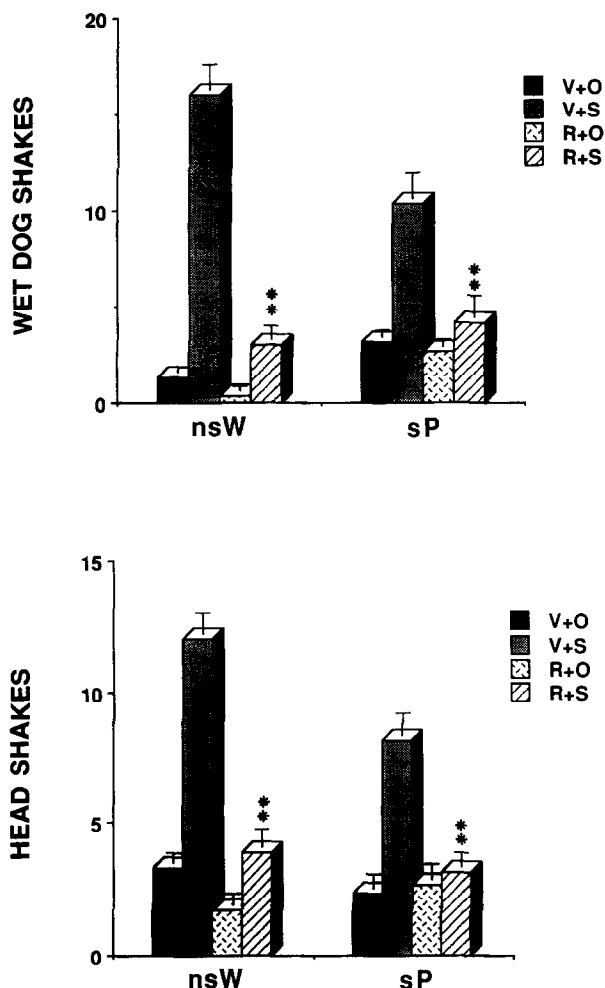 WET DOG SHAKES
20
10
0
V+O
V+S
R+O
R+S
**
**
nsW
sP
HEAD SHAKES
15
10
5
0
V+O
V+S
R+O
R+S
**
**
nsW
sP